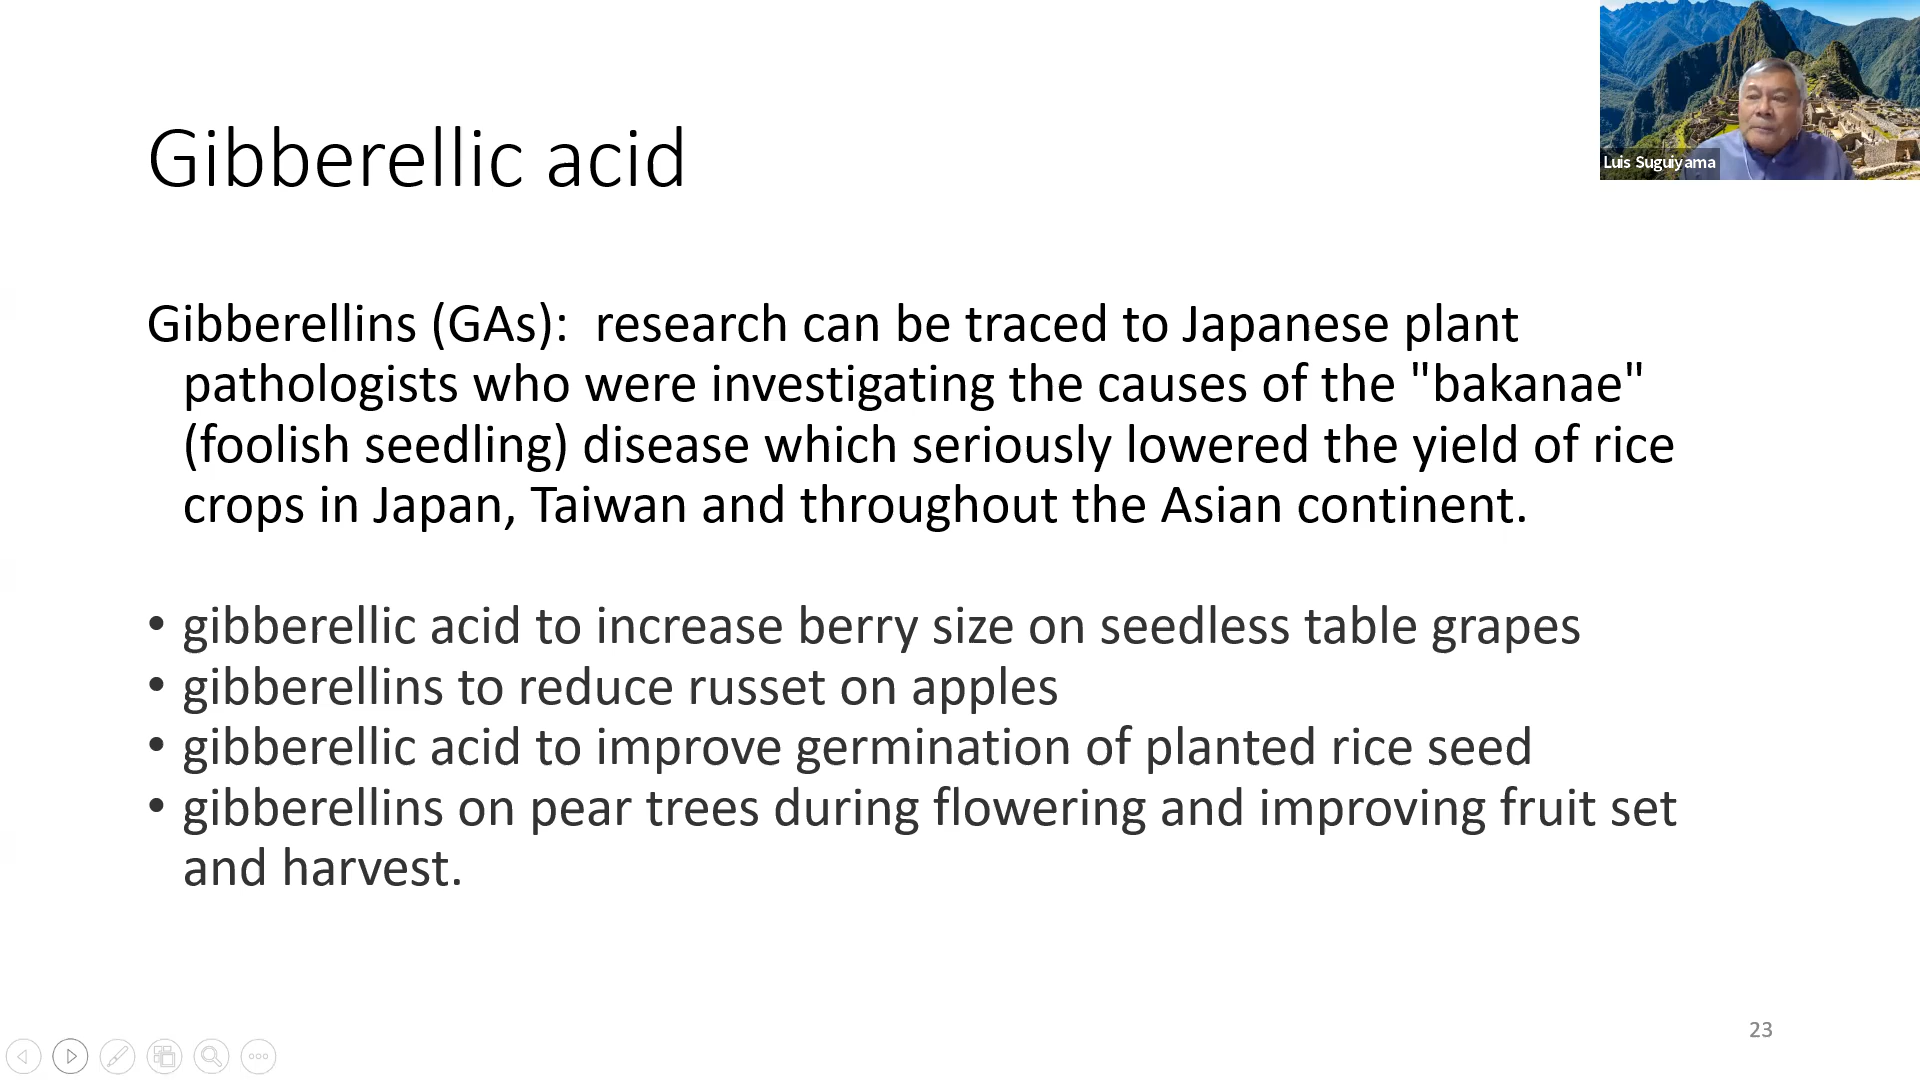 Luis Suguiyama
Gibberellic acid
Gibberellins (GAs):  research can be traced to Japanese plant
pathologists who were investigating the causes of the "bakanae"
(foolish seedling) disease which seriously lowered the yield of rice
crops in Japan, Taiwan and throughout the Asian continent.
• gibberellic acid to increase berry size on seedless table grapes
• gibberellins to reduce russet on apples
• gibberellic acid to improve germination of planted rice seed
• gibberellins on pear trees during flowering and improving fruit set
and harvest.
23